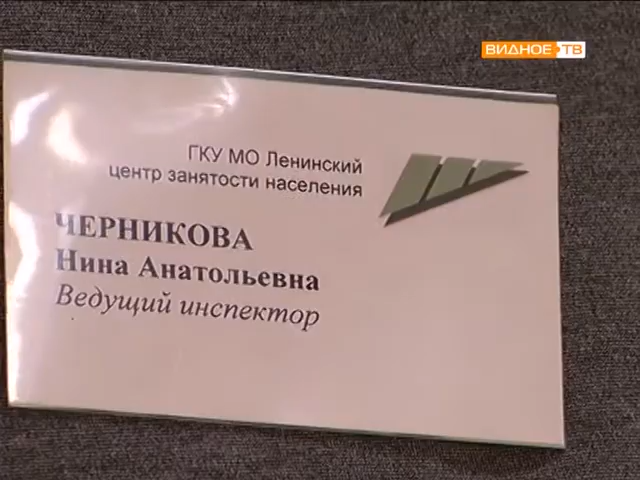 ВИДНОЕ ТВ
ГКУ МО Ленинский
центр занятости населения
ЧЕРНИКОВА
Нина Анатольевна
Ведущий инспектор